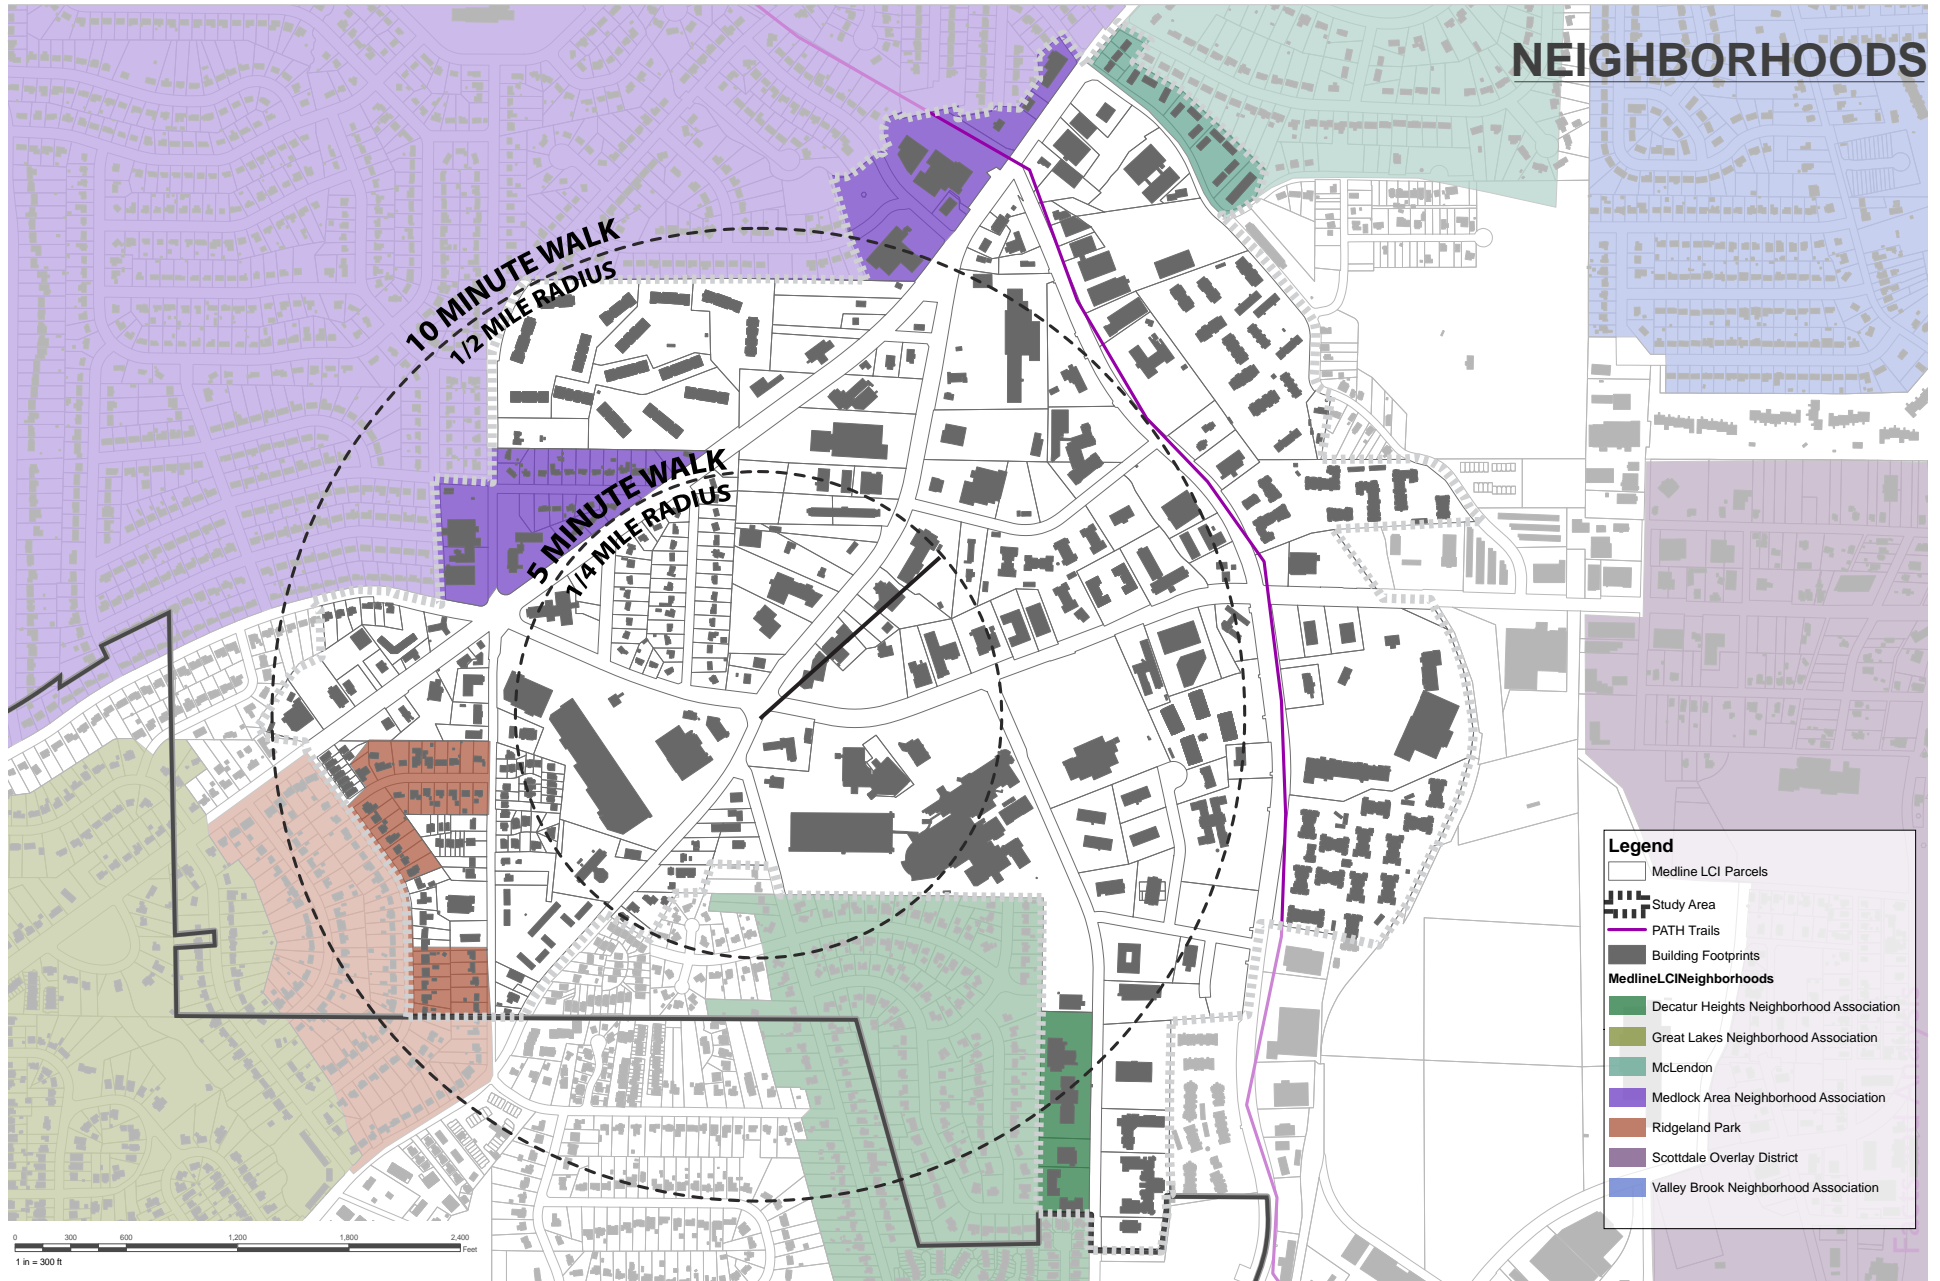 NEIGHBORHOODS
10 MINUTE WALK
1/2 MILE RADIUS
5 MINUTE WALK
1/4 MILE RADIUS
Legend
Medline LCI Parcels
Study Area
PATH Trails
Building Footprints
MedlineLCINeighborhoods
Decatur Heights Neighborhood Association
Great Lakes Neighborhood Association
McLendon
Medlock Area Neighborhood Association
Ridgeland Park
Scottdale Overlay District
Valley Brook Neighborhood Association
0 300 600 1,200 1,800 2,400
Feet
1 in = 300 ft